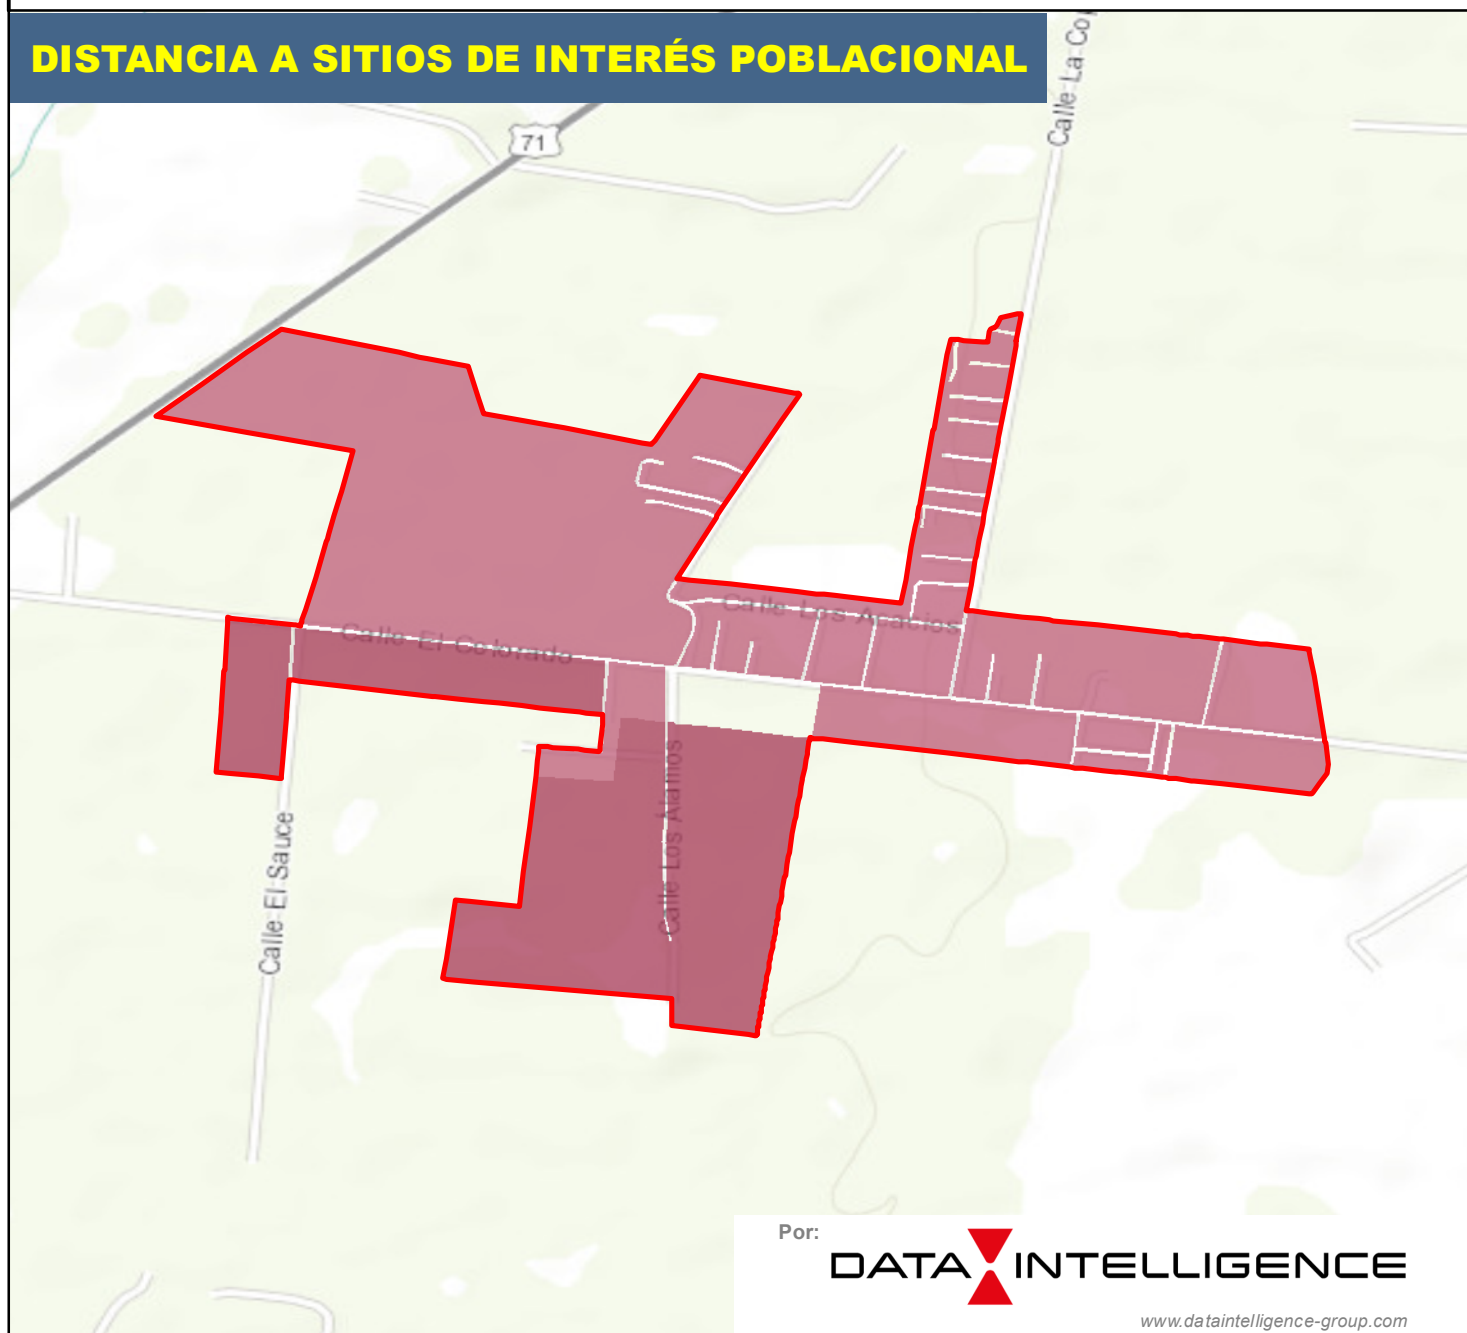 DISTANCIA A SITIOS DE INTERÉS POBLACIONAL
Calle-La-Co
71
Calle Los Acacios
Calle El Colorado
Calle Los Alamos
Calle-El-Sauce
Por:
DATA INTELLIGENCE
www.dataintelligence-group.com